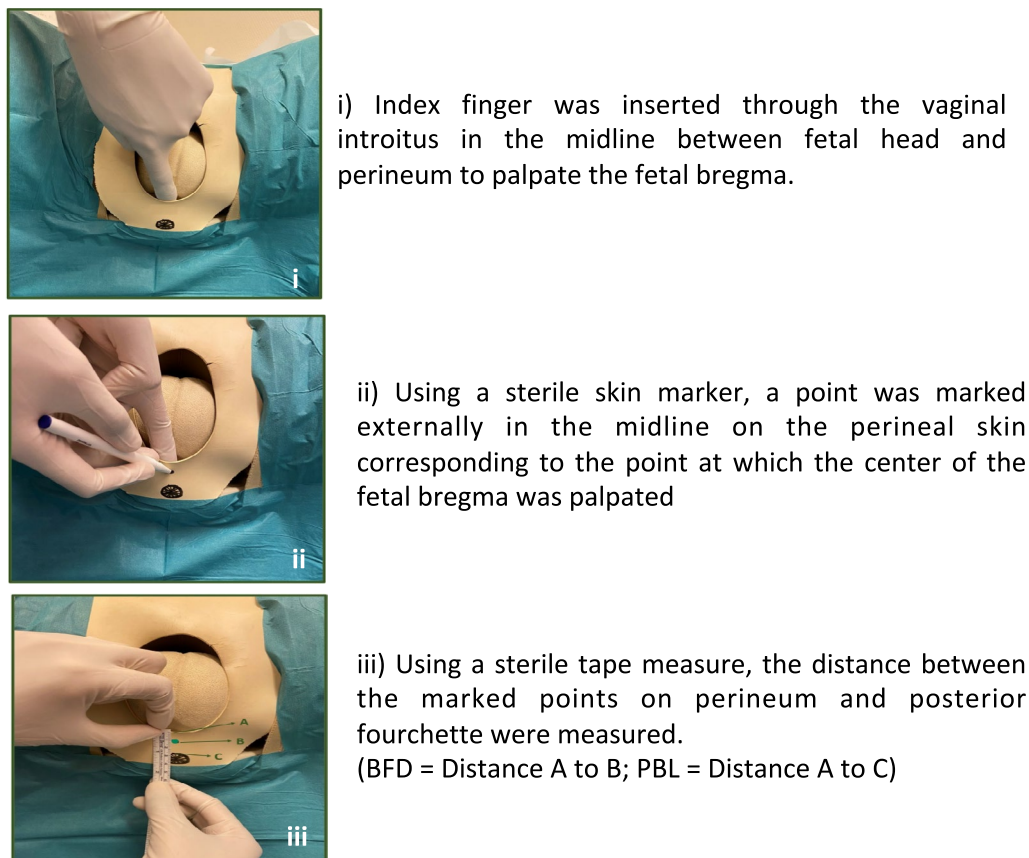 i) Index finger was inserted through the vaginal
introitus in the midline between fetal head and
perineum to palpate the fetal bregma.
i
ii) Using a sterile skin marker, a point was marked
externally in the midline on the perineal skin
corresponding to the point at which the center of the
fetal bregma was palpated
ii
iii) Using a sterile tape measure, the distance between
the marked points on perineum and posterior
fourchette were measured.
(BFD = Distance A to B; PBL = Distance A to C)
A
B
C
iii